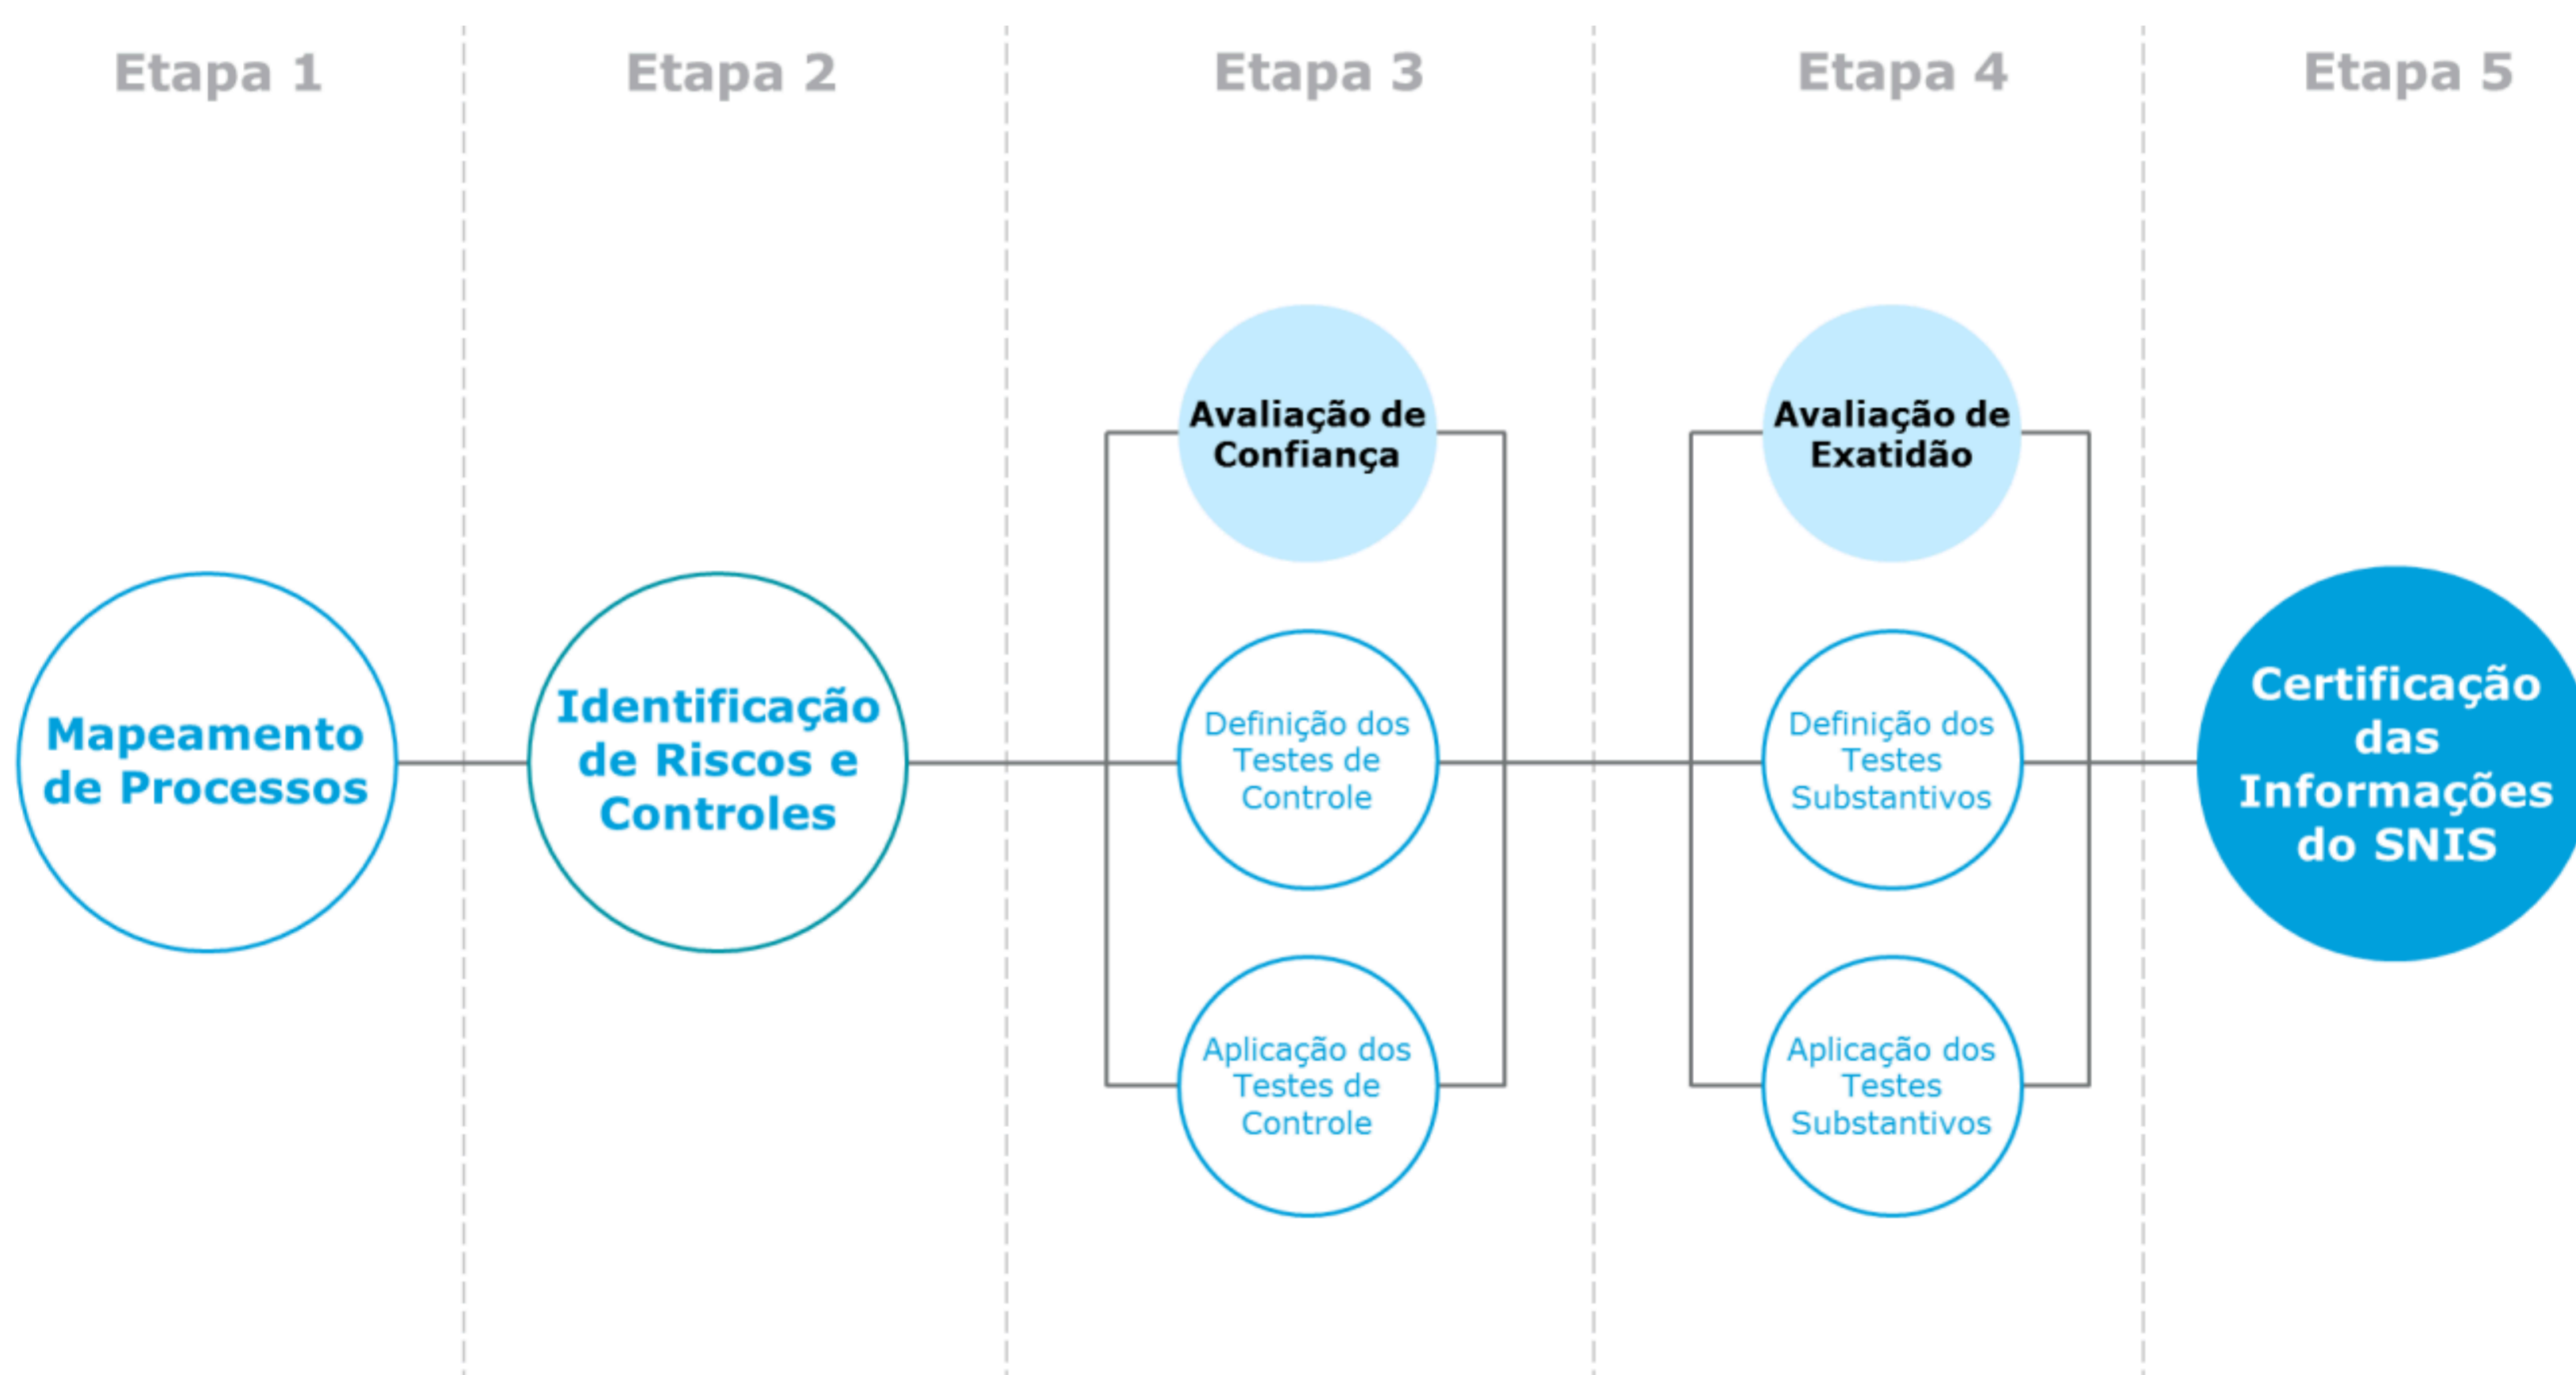 Etapa 1
Etapa 2
Etapa 3
Etapa 4
Etapa 5
Mapeamento
de Processos
Identificação
de Riscos e
Controles
Avaliação de
Confiança
Definição dos
Testes de
Controle
Aplicação dos
Testes de
Controle
Avaliação de
Exatidão
Definição dos
Testes
Substantivos
Aplicação dos
Testes
Substantivos
Certificação
das
Informações
do SNIS